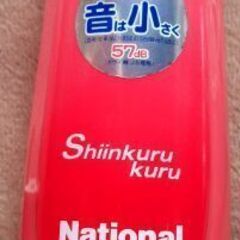 音は小さく
57dB
Shiinkuru
kuru
National